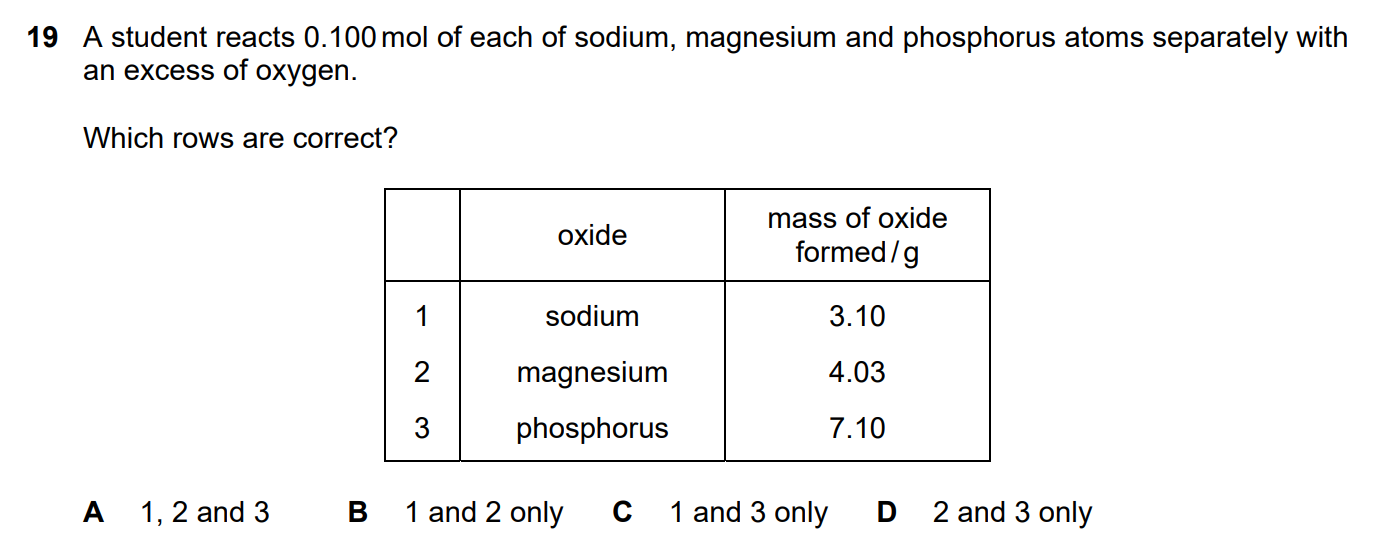 19 A student reacts 0.100 mol of each of sodium, magnesium and phosphorus atoms separately with
an excess of oxygen.
Which rows are correct?
oxide mass of oxide
formed / g
1 sodium 3.10
2 magnesium 4.03
3 phosphorus 7.10
A 1, 2 and 3 B 1 and 2 only C 1 and 3 only D 2 and 3 only